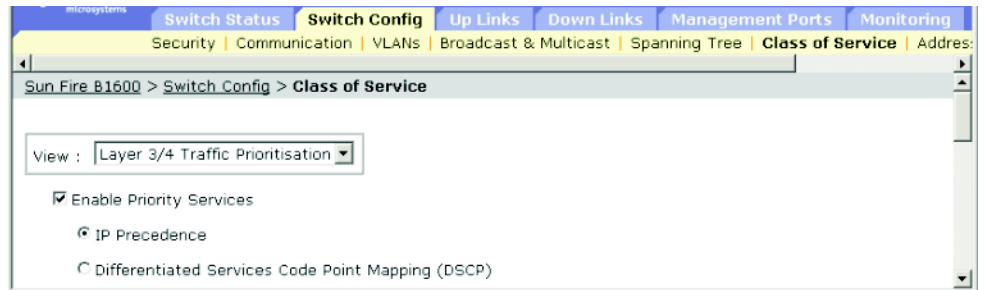 microsystems
Switch Status Switch Config Up Links Down Links Management Ports Monitoring
Security | Communication | VLANs | Broadcast & Multicast | Spanning Tree | Class of Service | Addres
Sun Fire B1600 > Switch Config > Class of Service
View : Layer 3/4 Traffic Prioritisation
Enable Priority Services
IP Precedence
Differentiated Services Code Point Mapping (DSCP)